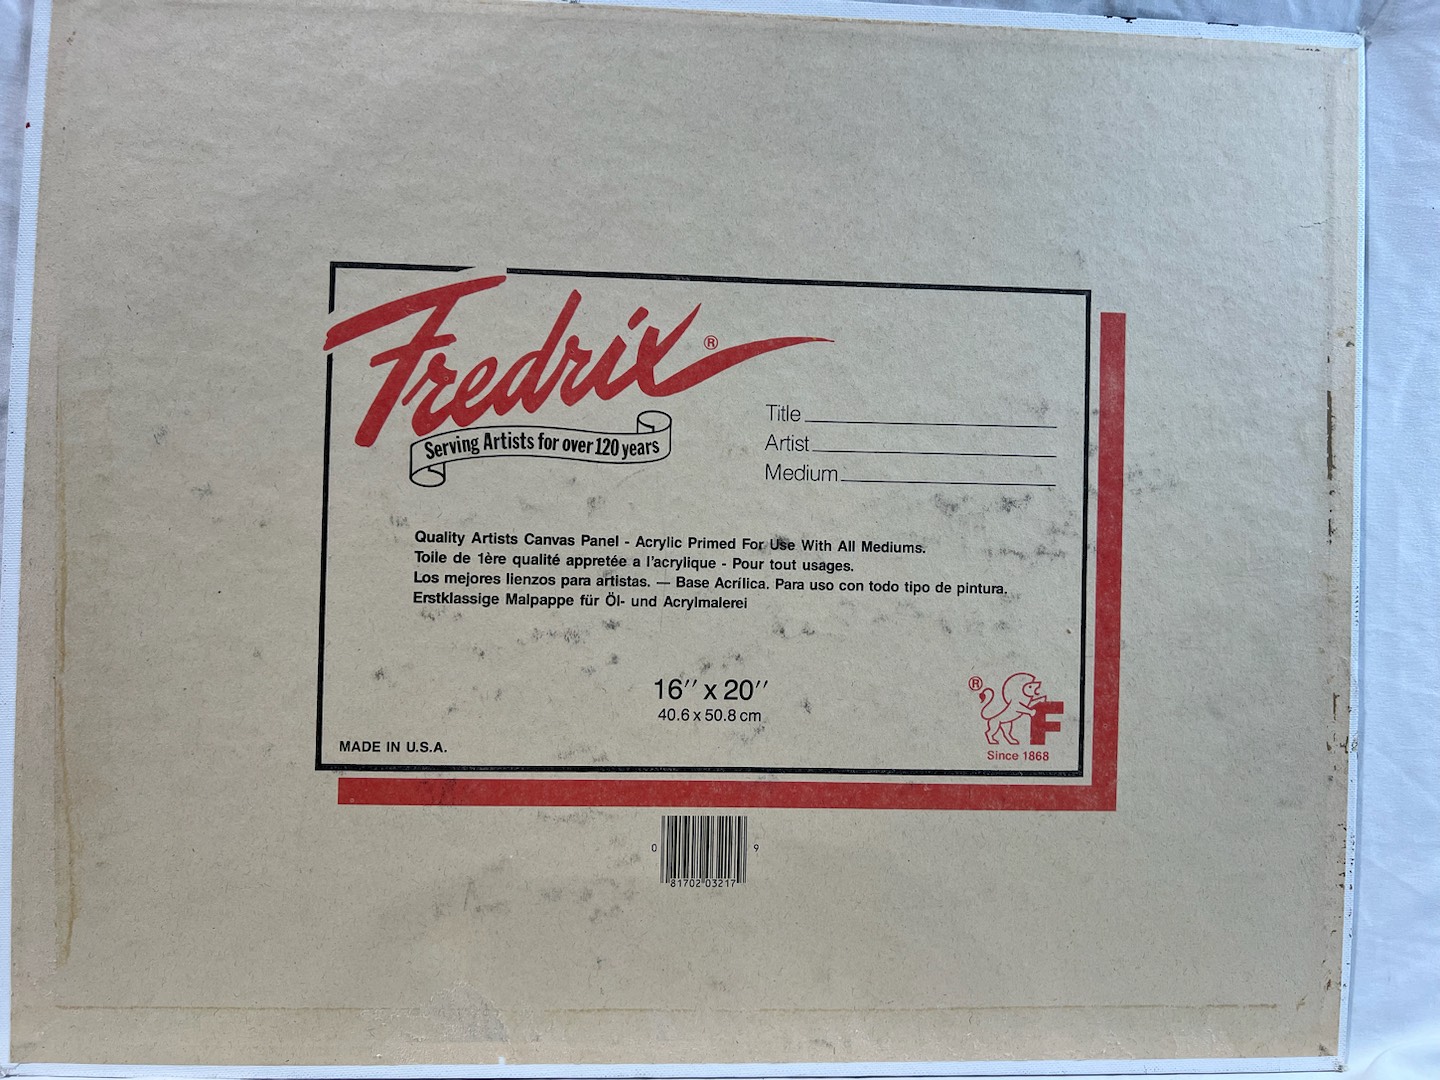 Fredrix®
Serving Artists for over 120 years
Title
Artist
Medium
Quality Artists Canvas Panel - Acrylic Primed For Use With All Mediums.
Toile de 1ère qualité appretée a l'acrylique - Pour tout usages.
Los mejores lienzos para artistas. — Base Acrílica. Para uso con todo tipo de pintura.
Erstklassige Malpappe für Öl- und Acrylmalerei
16″ x 20″
40.6 x 50.8 cm
MADE IN U.S.A.
® F
Since 1868
0 81702 03217 9